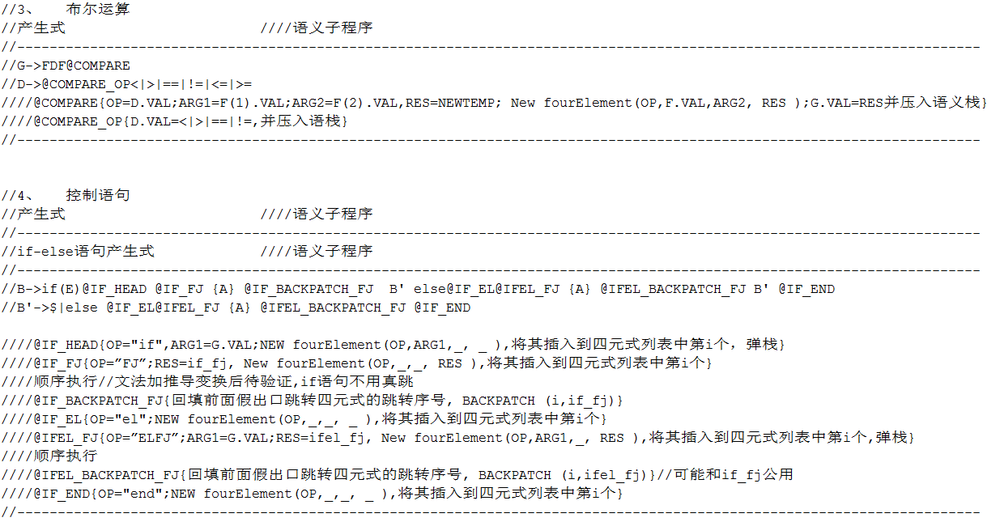 //3、   布尔运算
//产生式                        ////语义子程序
//-----------------------------------------------------------------------------------------------------------------------
//G->FDF@COMPARE
//D->@COMPARE_OP<|>|==|!=|<=|>=
////@COMPARE{OP=D.VAL;ARG1=F(1).VAL;ARG2=F(2).VAL,RES=NEWTEMP; New fourElement(OP,F.VAL,ARG2, RES );G.VAL=RES并压入语义栈}
////@COMPARE_OP{D.VAL=<|>|==|!=,并压入语栈}
//-----------------------------------------------------------------------------------------------------------------------
//4、   控制语句
//产生式                        ////语义子程序
//-----------------------------------------------------------------------------------------------------------------------
//if-else语句产生式             ////语义子程序
//-----------------------------------------------------------------------------------------------------------------------
//B->if(E)@IF_HEAD @IF_FJ {A} @IF_BACKPATCH_FJ  B' else@IF_EL@IFEL_FJ {A} @IFEL_BACKPATCH_FJ B' @IF_END
//B'->$|else @IF_EL@IFEL_FJ {A} @IFEL_BACKPATCH_FJ @IF_END
////@IF_HEAD{OP="if",ARG1=G.VAL;NEW fourElement(OP,ARG1,_, _ ),将其插入到四元式列表中第i个，弹栈}
////@IF_FJ{OP=”FJ”;RES=if_fj, New fourElement(OP,_,_, RES ),将其插入到四元式列表中第i个}
////顺序执行//文法加推导变换后待验证,if语句不用真跳
////@IF_BACKPATCH_FJ{回填前面假出口跳转四元式的跳转序号, BACKPATCH (i,if_fj)}
////@IF_EL{OP="el";NEW fourElement(OP,_,_, _ ),将其插入到四元式列表中第i个}
////@IFEL_FJ{OP=”ELFJ”;ARG1=G.VAL;RES=ifel_fj, New fourElement(OP,ARG1,_, RES ),将其插入到四元式列表中第i个,弹栈}
////顺序执行
////@IFEL_BACKPATCH_FJ{回填前面假出口跳转四元式的跳转序号, BACKPATCH (i,ifel_fj)}//可能和if_fj公用
////@IF_END{OP="end";NEW fourElement(OP,_,_, _ ),将其插入到四元式列表中第i个}
//-----------------------------------------------------------------------------------------------------------------------